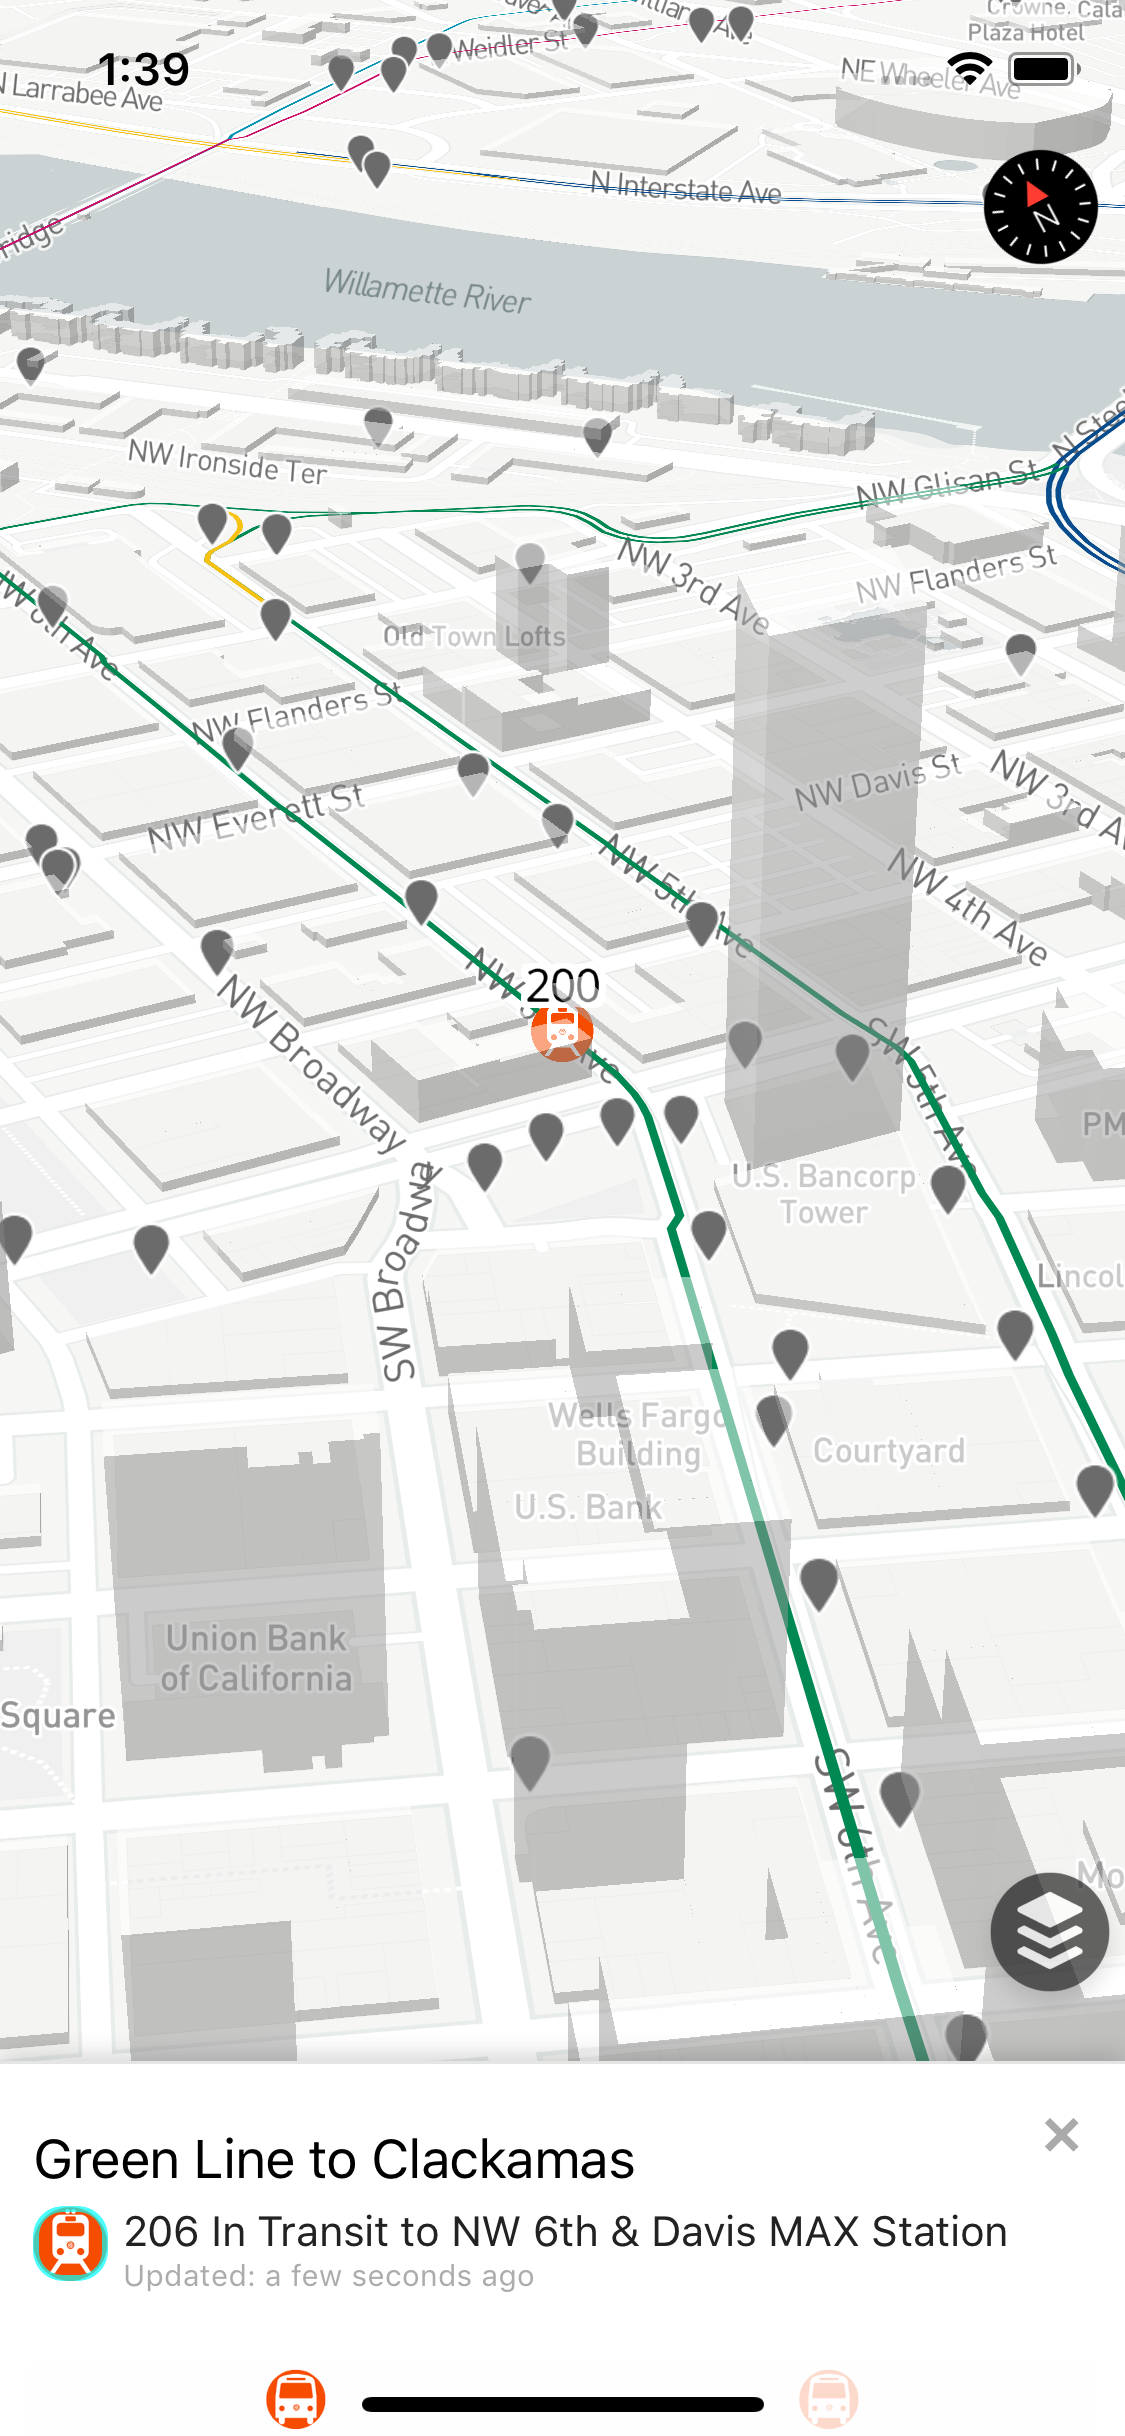 Crowne
Plaza Hotel
Weidler St
1:39
N Larrabee Ave
NE Wheeler Ave
N Interstate Ave
N
Willamette River
NW Ironside Ter
NW Glisan St
NW 3rd Ave
NW Flanders St
Old Town Lofts
NW Flanders St
NW Davis St
NW 3rd
NW Everett St
NW 5th Ave
NW 4th Ave
200
NW Broadway
SW 5th Ave
PM
U.S. Bancorp
Tower
SW Broadwa
Lincol
Wells Fargo
Building
Courtyard
U.S. Bank
Union Bank
of California
Square
SW 6th Ave
Mo
Green Line to Clackamas
206 In Transit to NW 6th & Davis MAX Station
Updated: a few seconds ago